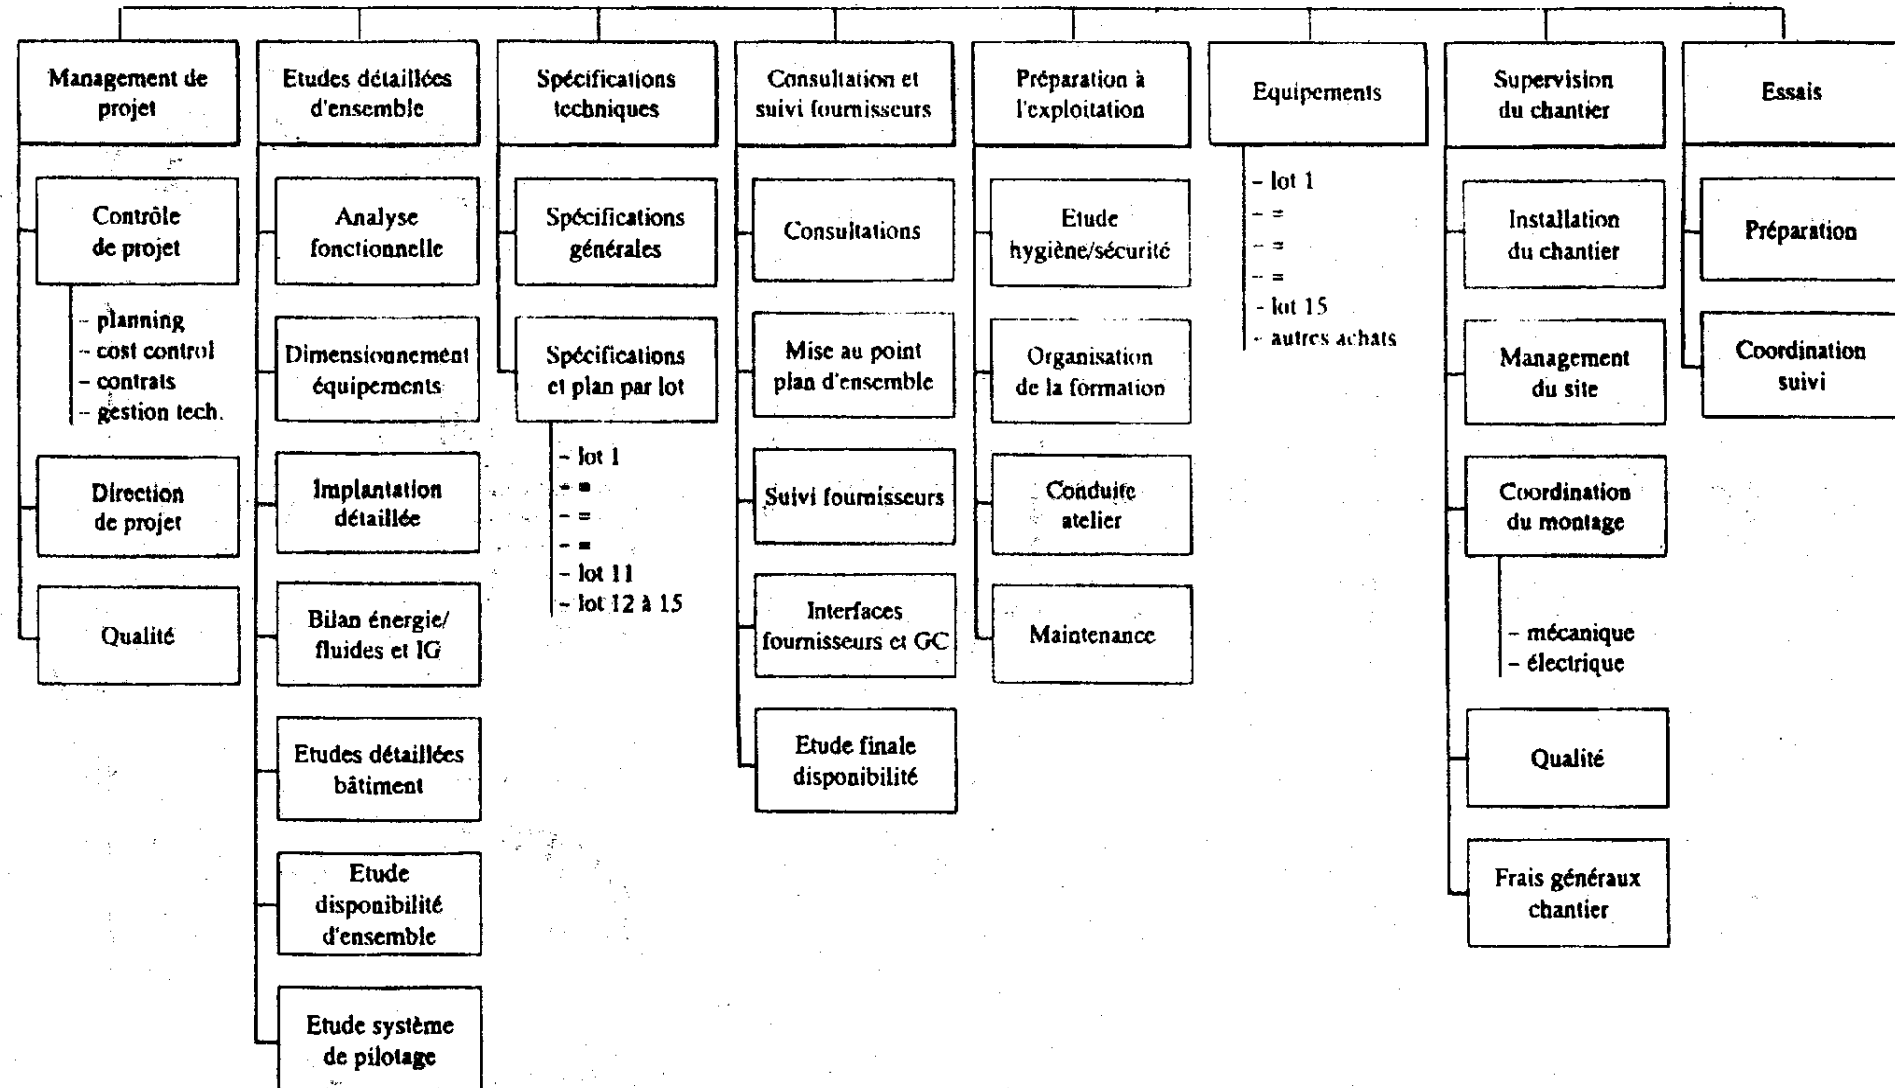 Management de
projet
Contrôle
de projet
- planning
- cost control
- contrats
- gestion tech.
Direction
de projet
Qualité
Etudes détaillées
d'ensemble
Analyse
fonctionnelle
Dimensionnement
équipements
Implantation
détaillée
Bilan énergie/
fluides et IG
Etudes détaillées
bâtiment
Etude
disponibilité
d'ensemble
Etude système
de pilotage
Spécifications
techniques
Spécifications
générales
Spécifications
et plan par lot
- lot 1
- =
- =
- =
- lot 11
- lot 12 à 15
Consultation et
suivi fournisseurs
Consultations
Mise au point
plan d'ensemble
Suivi fournisseurs
Interfaces
fournisseurs et GC
Etude finale
disponibilité
Préparation à
l'exploitation
Etude
hygiène/sécurité
Organisation
de la formation
Conduite
atelier
Maintenance
Equipements
- lot 1
- =
- =
- =
- lot 15
- autres achats
Supervision
du chantier
Installation
du chantier
Management
du site
Coordination
du montage
- mécanique
- électrique
Qualité
Frais généraux
chantier
Essais
Préparation
Coordination
suivi